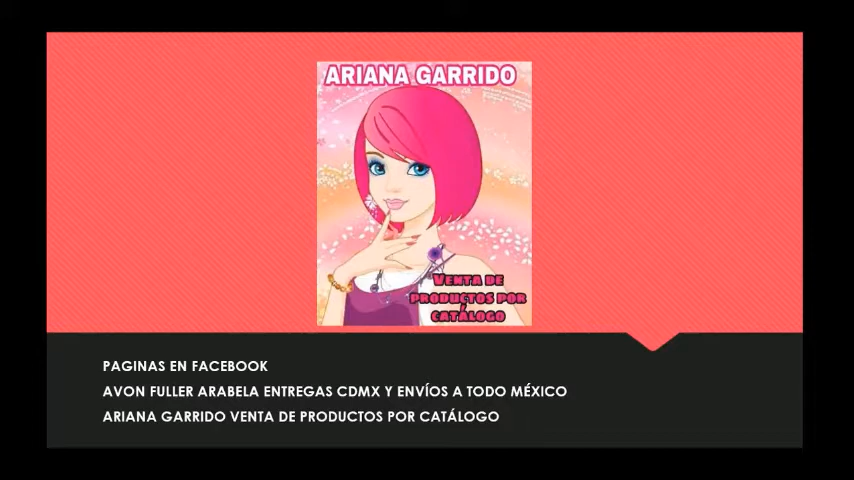 ARIANA GARRIDO
VENTA DE
PRODUCTOS POR
CATÁLOGO
PAGINAS EN FACEBOOK
AVON FULLER ARABELA ENTREGAS CDMX Y ENVÍOS A TODO MÉXICO
ARIANA GARRIDO VENTA DE PRODUCTOS POR CATÁLOGO